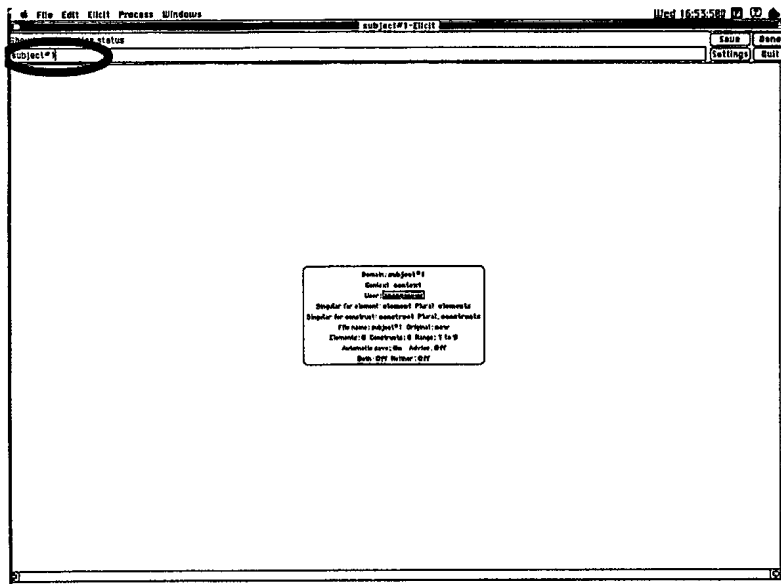 File Edit Elicit Process Windows
Wed 16:53:58
subject#1-Elicit
status
Save Done
subject#1
Settings Quit
Domain: subject#1
Context context
User:
Singular for element: element Plural elements
Singular for construct: construct Plural, constructs
File name: subject#1 Original: new
Elements: 0 Constructs: 0 Range: 1 to 9
Automatic save: On Advice: Off
Both: Off Neither: Off